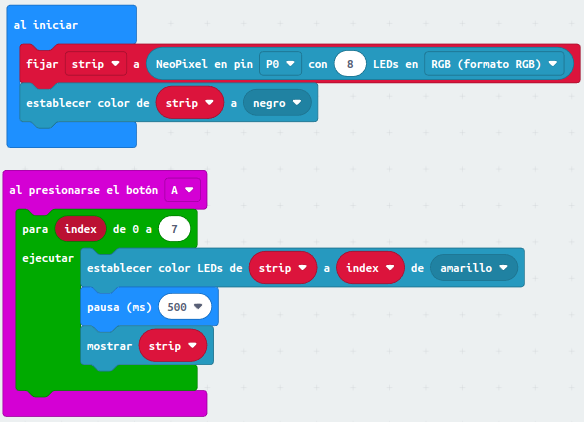 al iniciar
fijar strip a NeoPixel en pin P0 con 8 LEDs en RGB (formato RGB)
establecer color de strip a negro
al presionarse el botón A
para index de 0 a 7
ejecutar
establecer color LEDs de strip a index de amarillo
pausa (ms) 500
mostrar strip